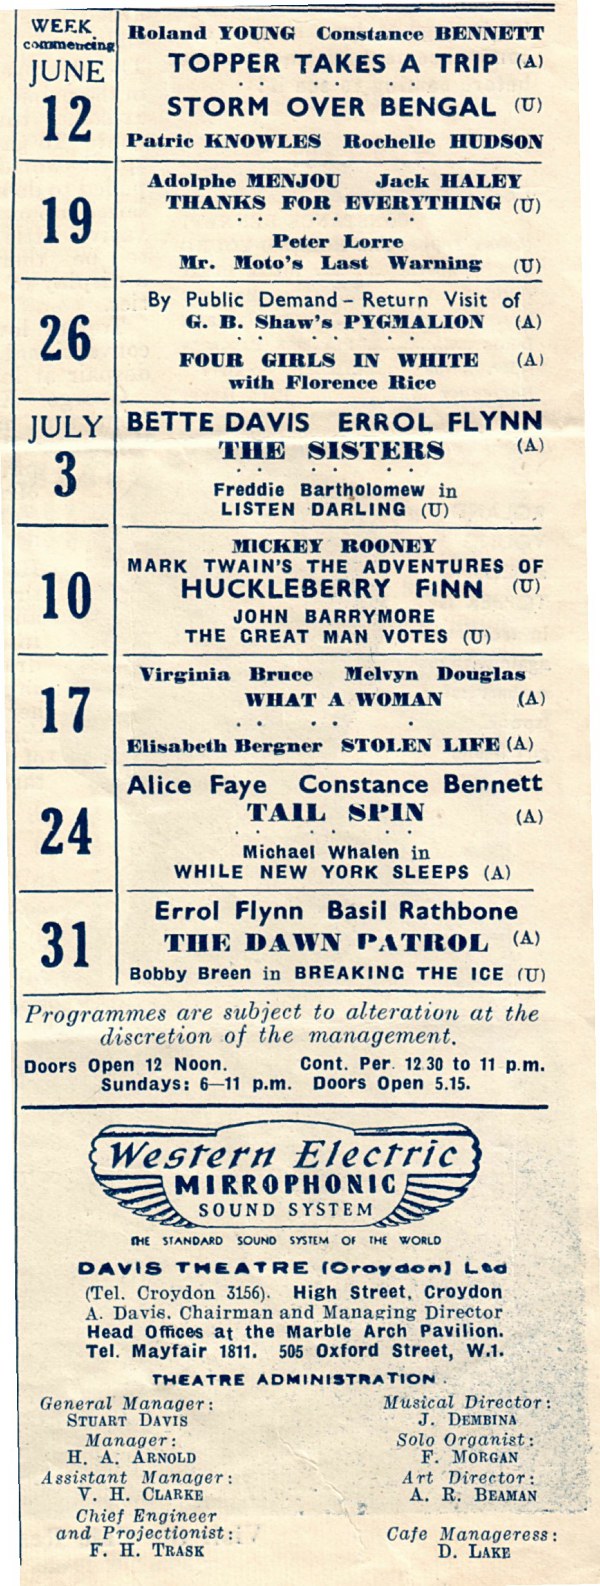 WEEK
commencing
JUNE
12
Roland YOUNG Constance BENNETT
TOPPER TAKES A TRIP (A)
STORM OVER BENGAL (U)
Patric KNOWLES Rochelle HUDSON
19
Adolphe MENJOU Jack HALEY
THANKS FOR EVERYTHING (U)
Peter Lorre
Mr. Moto's Last Warning (U)
26
By Public Demand – Return Visit of
G. B. Shaw's PYGMALION (A)
FOUR GIRLS IN WHITE (A)
with Florence Rice
JULY
3
BETTE DAVIS ERROL FLYNN
THE SISTERS (A)
Freddie Bartholomew in
LISTEN DARLING (U)
10
MICKEY ROONEY
MARK TWAIN'S THE ADVENTURES OF
HUCKLEBERRY FINN (U)
JOHN BARRYMORE
THE GREAT MAN VOTES (U)
17
Virginia Bruce Melvyn Douglas
WHAT A WOMAN (A)
Elisabeth Bergner STOLEN LIFE (A)
24
Alice Faye Constance Bennett
TAIL SPIN (A)
Michael Whalen in
WHILE NEW YORK SLEEPS (A)
31
Errol Flynn Basil Rathbone
THE DAWN PATROL (A)
Bobby Breen in BREAKING THE ICE (U)
Programmes are subject to alteration at the
discretion of the management.
Doors Open 12 Noon. Cont. Per. 12.30 to 11 p.m.
Sundays: 6—11 p.m. Doors Open 5.15.
Western Electric
MIRROPHONIC
SOUND SYSTEM
THE STANDARD SOUND SYSTEM OF THE WORLD
DAVIS THEATRE (Croydon) Ltd
(Tel. Croydon 3156). High Street, Croydon
A. Davis, Chairman and Managing Director
Head Offices at the Marble Arch Pavilion.
Tel. Mayfair 1811. 505 Oxford Street, W.1.
THEATRE ADMINISTRATION.
General Manager: Musical Director:
STUART DAVIS J. DEMBINA
Manager: Solo Organist:
H. A. ARNOLD F. MORGAN
Assistant Manager: Art Director:
V. H. CLARKE A. R. BEAMAN
Chief Engineer
and Projectionist: Cafe Manageress:
F. H. TRASK D. LAKE